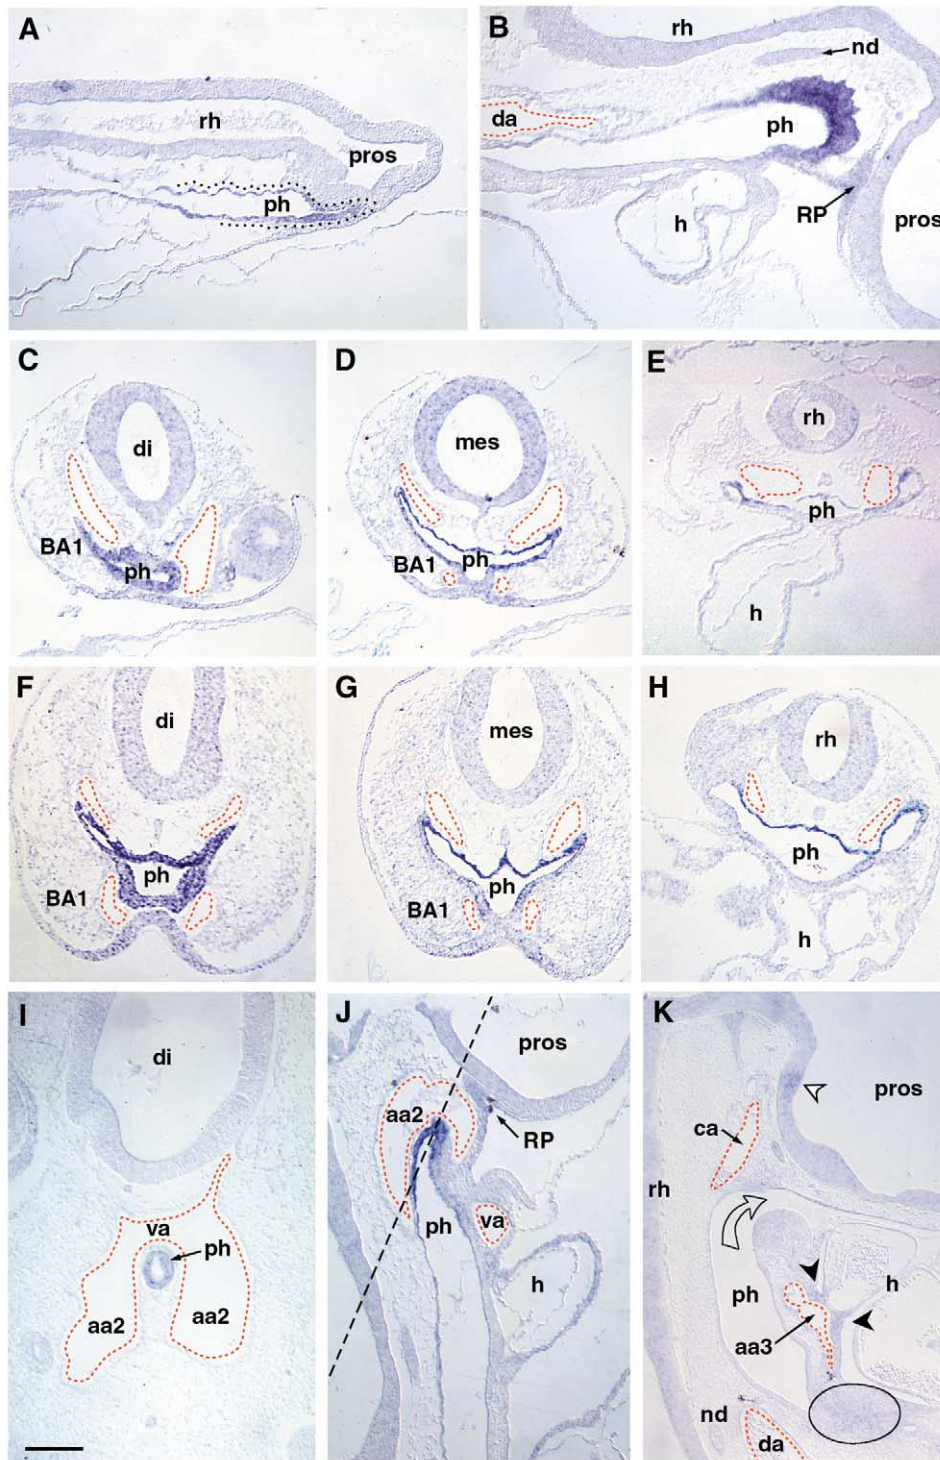 A
rh
pros
ph
B
rh
nd
da
ph
h
RP
pros
C
di
BA1
ph
D
mes
BA1
ph
E
rh
ph
h
F
di
ph
BA1
G
mes
ph
BA1
H
rh
ph
h
I
di
va
ph
aa2
aa2
J
pros
aa2
RP
va
ph
h
K
pros
ca
rh
ph
h
aa3
nd
da